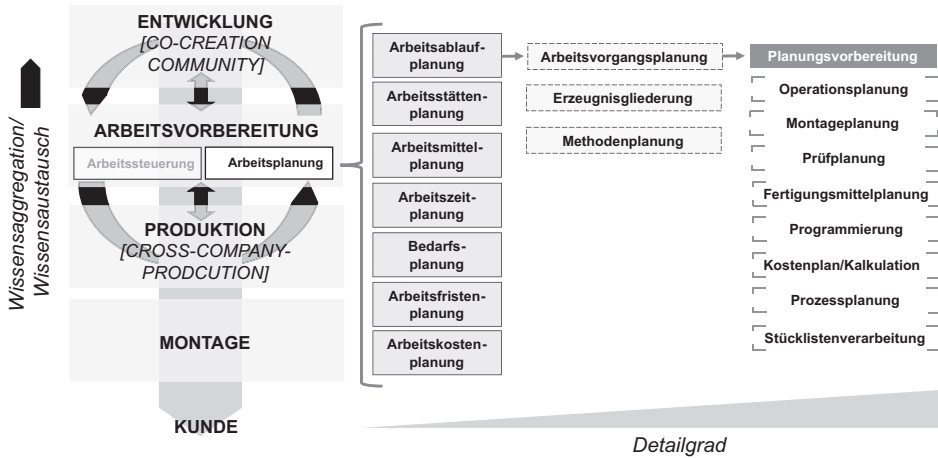 ENTWICKLUNG
[CO-CREATION
COMMUNITY]
ARBEITSVORBEREITUNG
Arbeitssteuerung
Arbeitsplanung
PRODUKTION
[CROSS-COMPANY-
PRODCUTION]
MONTAGE
KUNDE
Wissensaggregation/
Wissensaustausch
Arbeitsablauf-
planung
Arbeitsstätten-
planung
Arbeitsmittel-
planung
Arbeitszeit-
planung
Bedarfs-
planung
Arbeitsfristen-
planung
Arbeitskosten-
planung
Arbeitsvorgangsplanung
Erzeugnisgliederung
Methodenplanung
Planungsvorbereitung
Operationsplanung
Montageplanung
Prüfplanung
Fertigungsmittelplanung
Programmierung
Kostenplan/Kalkulation
Prozessplanung
Stücklistenverarbeitung
Detailgrad